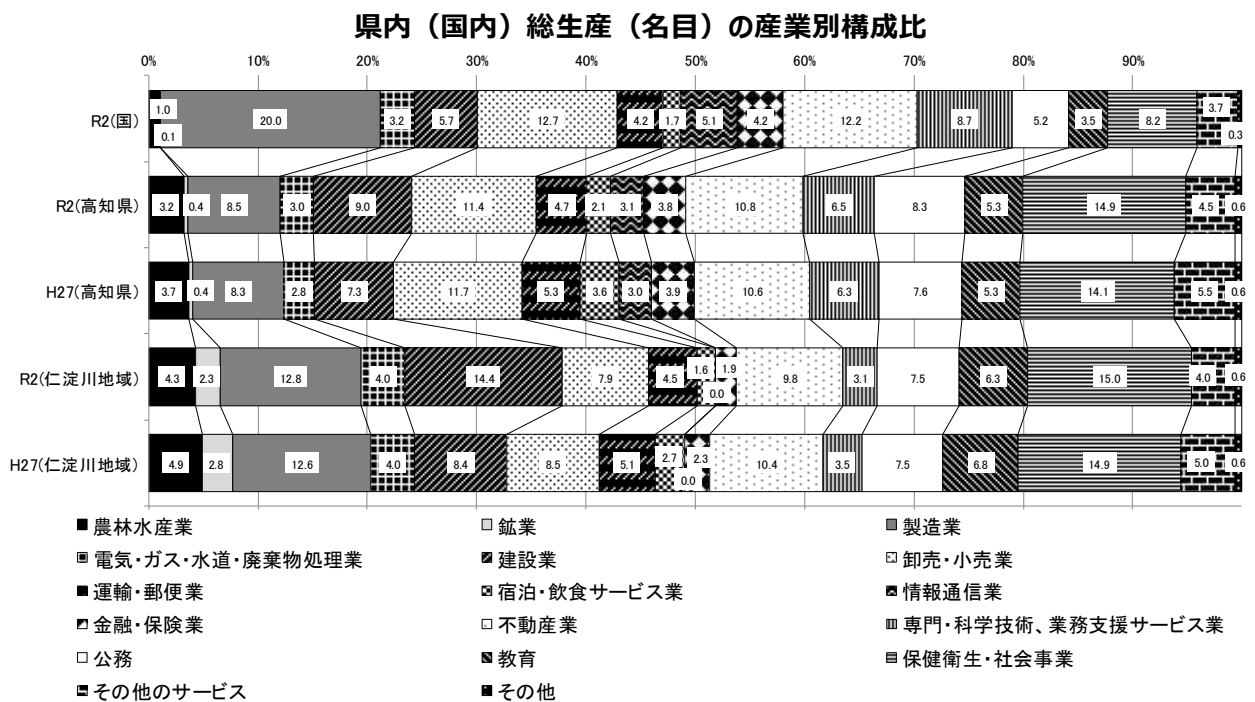 県内（国内）総生産（名目）の産業別構成比
0% 10% 20% 30% 40% 50% 60% 70% 80% 90%
R2(国) 1.0 0.1 20.0 3.2 5.7 12.7 4.2 1.7 5.1 4.2 12.2 8.7 5.2 3.5 8.2 3.7 0.3
R2(高知県) 3.2 0.4 8.5 3.0 9.0 11.4 4.7 2.1 3.1 3.8 10.8 6.5 8.3 5.3 14.9 4.5 0.6
H27(高知県) 3.7 0.4 8.3 2.8 7.3 11.7 5.3 3.6 3.0 3.9 10.6 6.3 7.6 5.3 14.1 5.5 0.6
R2(仁淀川地域) 4.3 2.3 12.8 4.0 14.4 7.9 4.5 1.6 0.0 1.9 9.8 3.1 7.5 6.3 15.0 4.0 0.6
H27(仁淀川地域) 4.9 2.8 12.6 4.0 8.4 8.5 5.1 2.7 0.0 2.3 10.4 3.5 7.5 6.8 14.9 5.0 0.6
農林水産業 鉱業 製造業
電気・ガス・水道・廃棄物処理業 建設業 卸売・小売業
運輸・郵便業 宿泊・飲食サービス業 情報通信業
金融・保険業 不動産業 専門・科学技術、業務支援サービス業
公務 教育 保健衛生・社会事業
その他のサービス その他